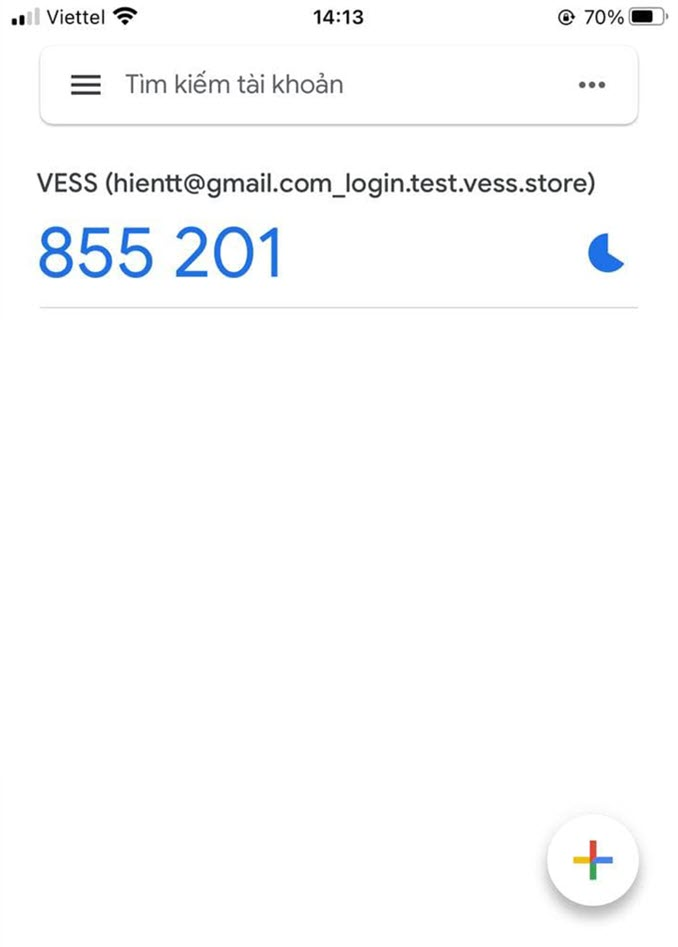 Viettel 14:13 70%
Tìm kiếm tài khoản
VESS (hientt@gmail.com_login.test.vess.store)
855 201